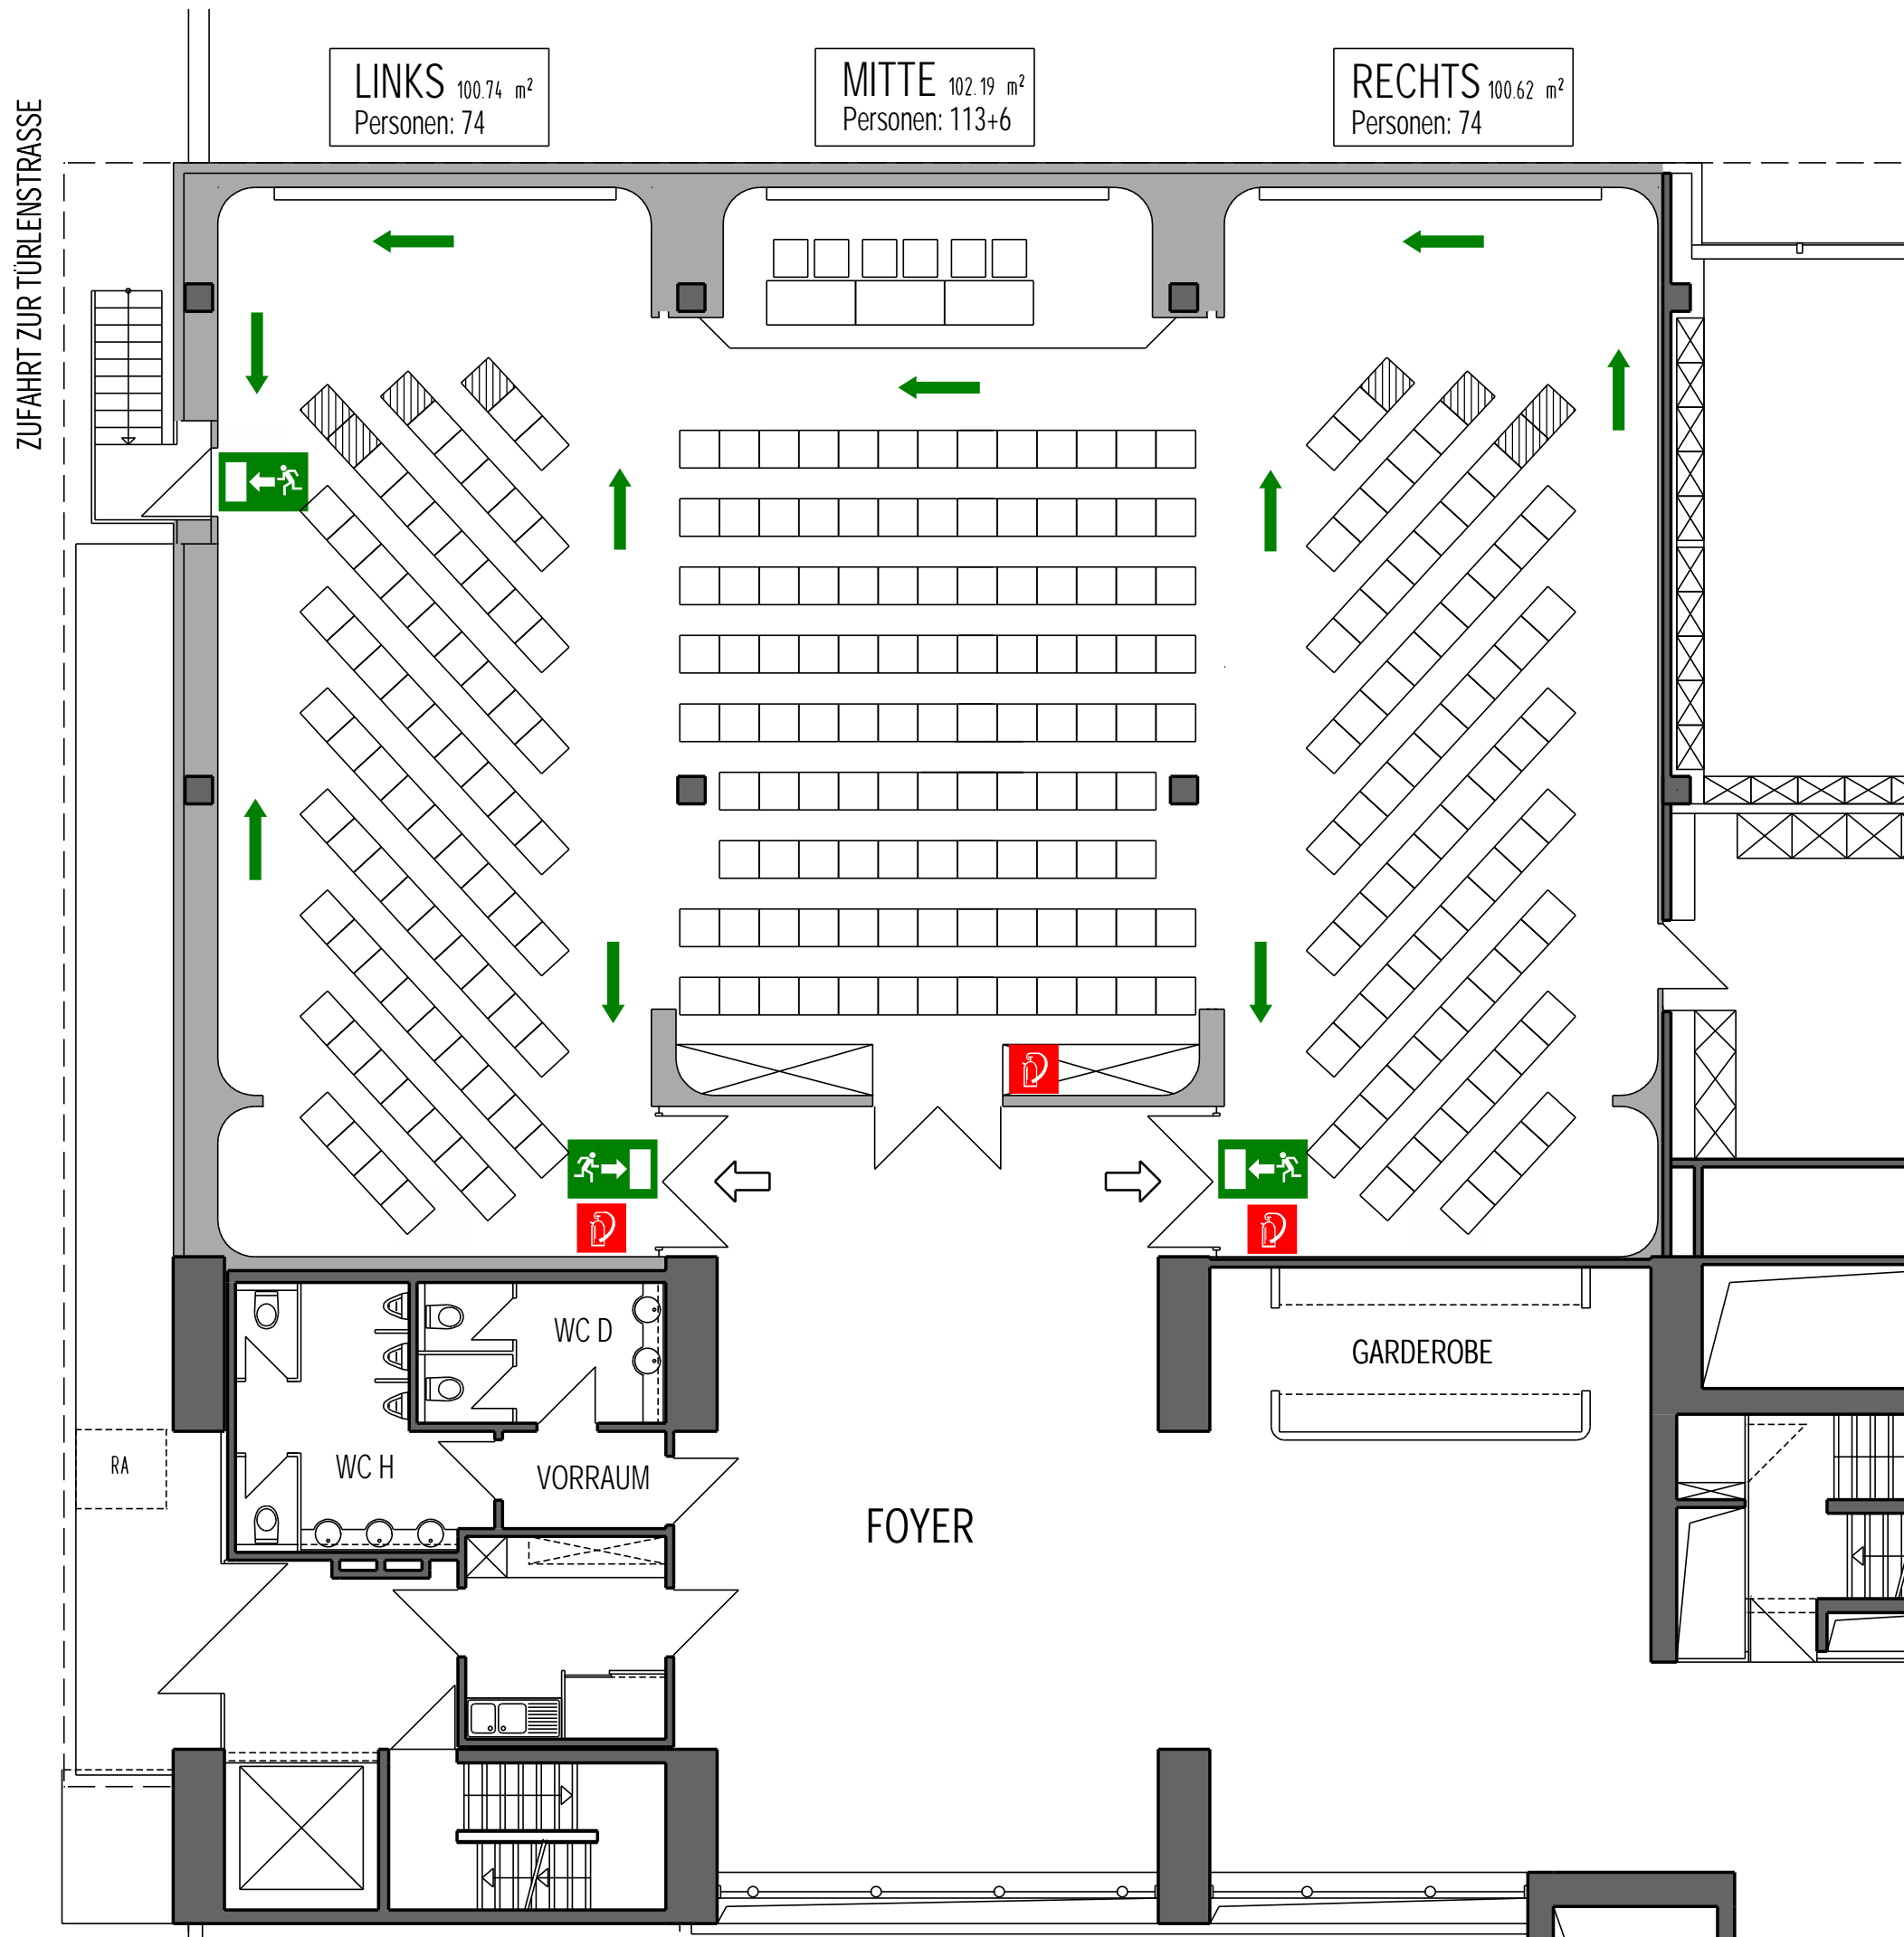 LINKS 100.74 m²
Personen: 74
MITTE 102.19 m²
Personen: 113+6
RECHTS 100.62 m²
Personen: 74
ZUFAHRT ZUR TÜRLENSTRASSE
WC D
GARDEROBE
WC H
VORRAUM
RA
FOYER